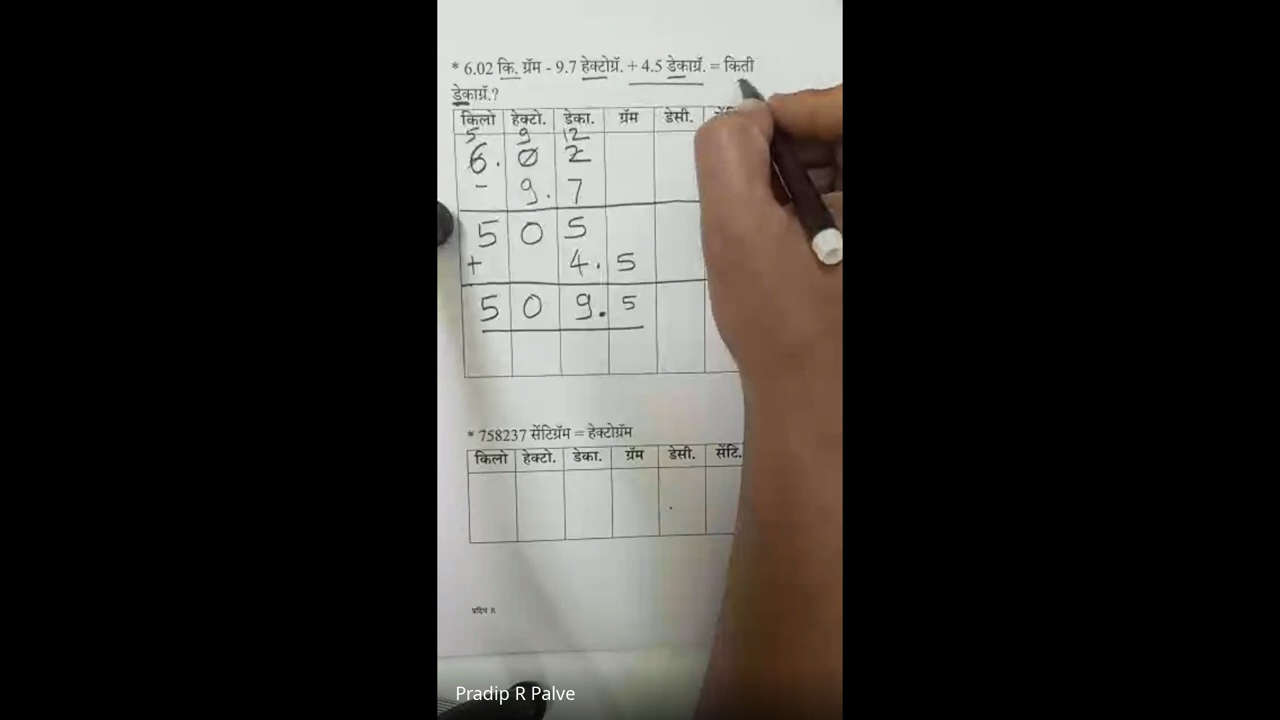 * 6.02 कि. ग्रॅम - 9.7 हेक्टोग्रॅ. + 4.5 डेकाग्रॅ. = किती
डेकाग्रॅ.?
किलो हेक्टो. डेका. ग्रॅम डेसी.
5 9 12
6. 0 2
- 9. 7
5 0 5
+ 4. 5
5 0 9. 5
* 758237 सेंटिग्रॅम = हेक्टोग्रॅम
किलो हेक्टो. डेका. ग्रॅम डेसी. सेंटि.
प्रदिप R
Pradip R Palve